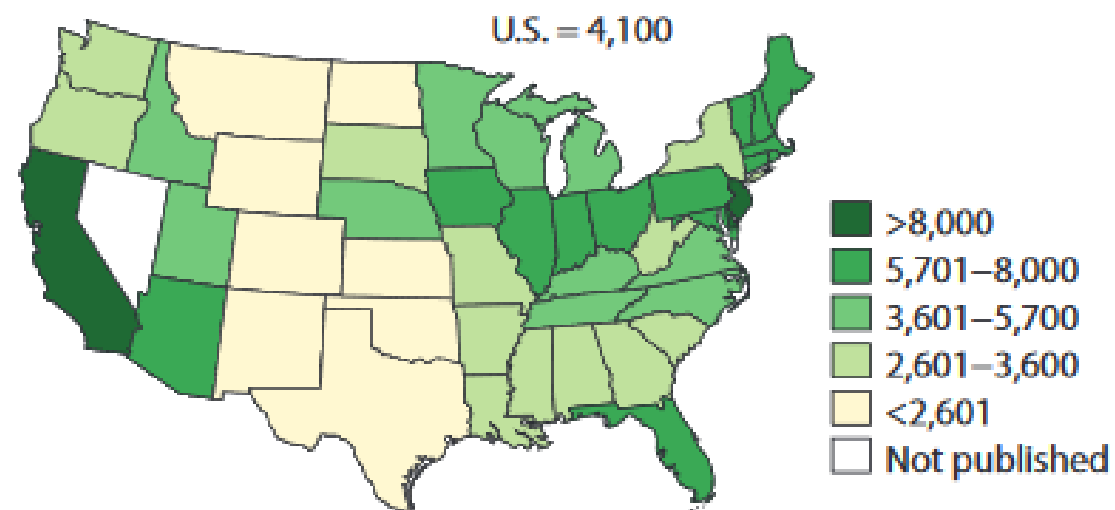 U.S. = 4,100
>8,000
5,701–8,000
3,601–5,700
2,601–3,600
<2,601
Not published